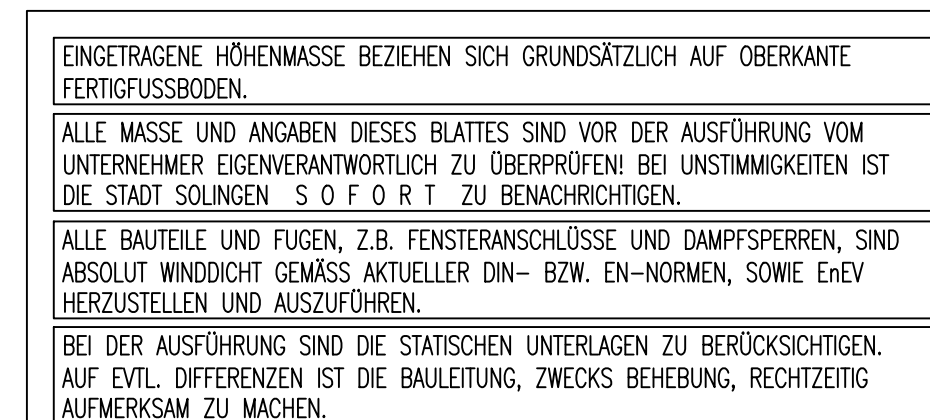 EINGETRAGENE HÖHENMASSE BEZIEHEN SICH GRUNDSÄTZLICH AUF OBERKANTE
FERTIGFUSSBODEN.
ALLE MASSE UND ANGABEN DIESES BLATTES SIND VOR DER AUSFÜHRUNG VOM
UNTERNEHMER EIGENVERANTWORTLICH ZU ÜBERPRÜFEN! BEI UNSTIMMIGKEITEN IST
DIE STADT SOLINGEN S O F O R T ZU BENACHRICHTIGEN.
ALLE BAUTEILE UND FUGEN, Z.B. FENSTERANSCHLÜSSE UND DAMPFSPERREN, SIND
ABSOLUT WINDDICHT GEMÄSS AKTUELLER DIN– BZW. EN–NORMEN, SOWIE EnEV
HERZUSTELLEN UND AUSZUFÜHREN.
BEI DER AUSFÜHRUNG SIND DIE STATISCHEN UNTERLAGEN ZU BERÜCKSICHTIGEN.
AUF EVTL. DIFFERENZEN IST DIE BAULEITUNG, ZWECKS BEHEBUNG, RECHTZEITIG
AUFMERKSAM ZU MACHEN.